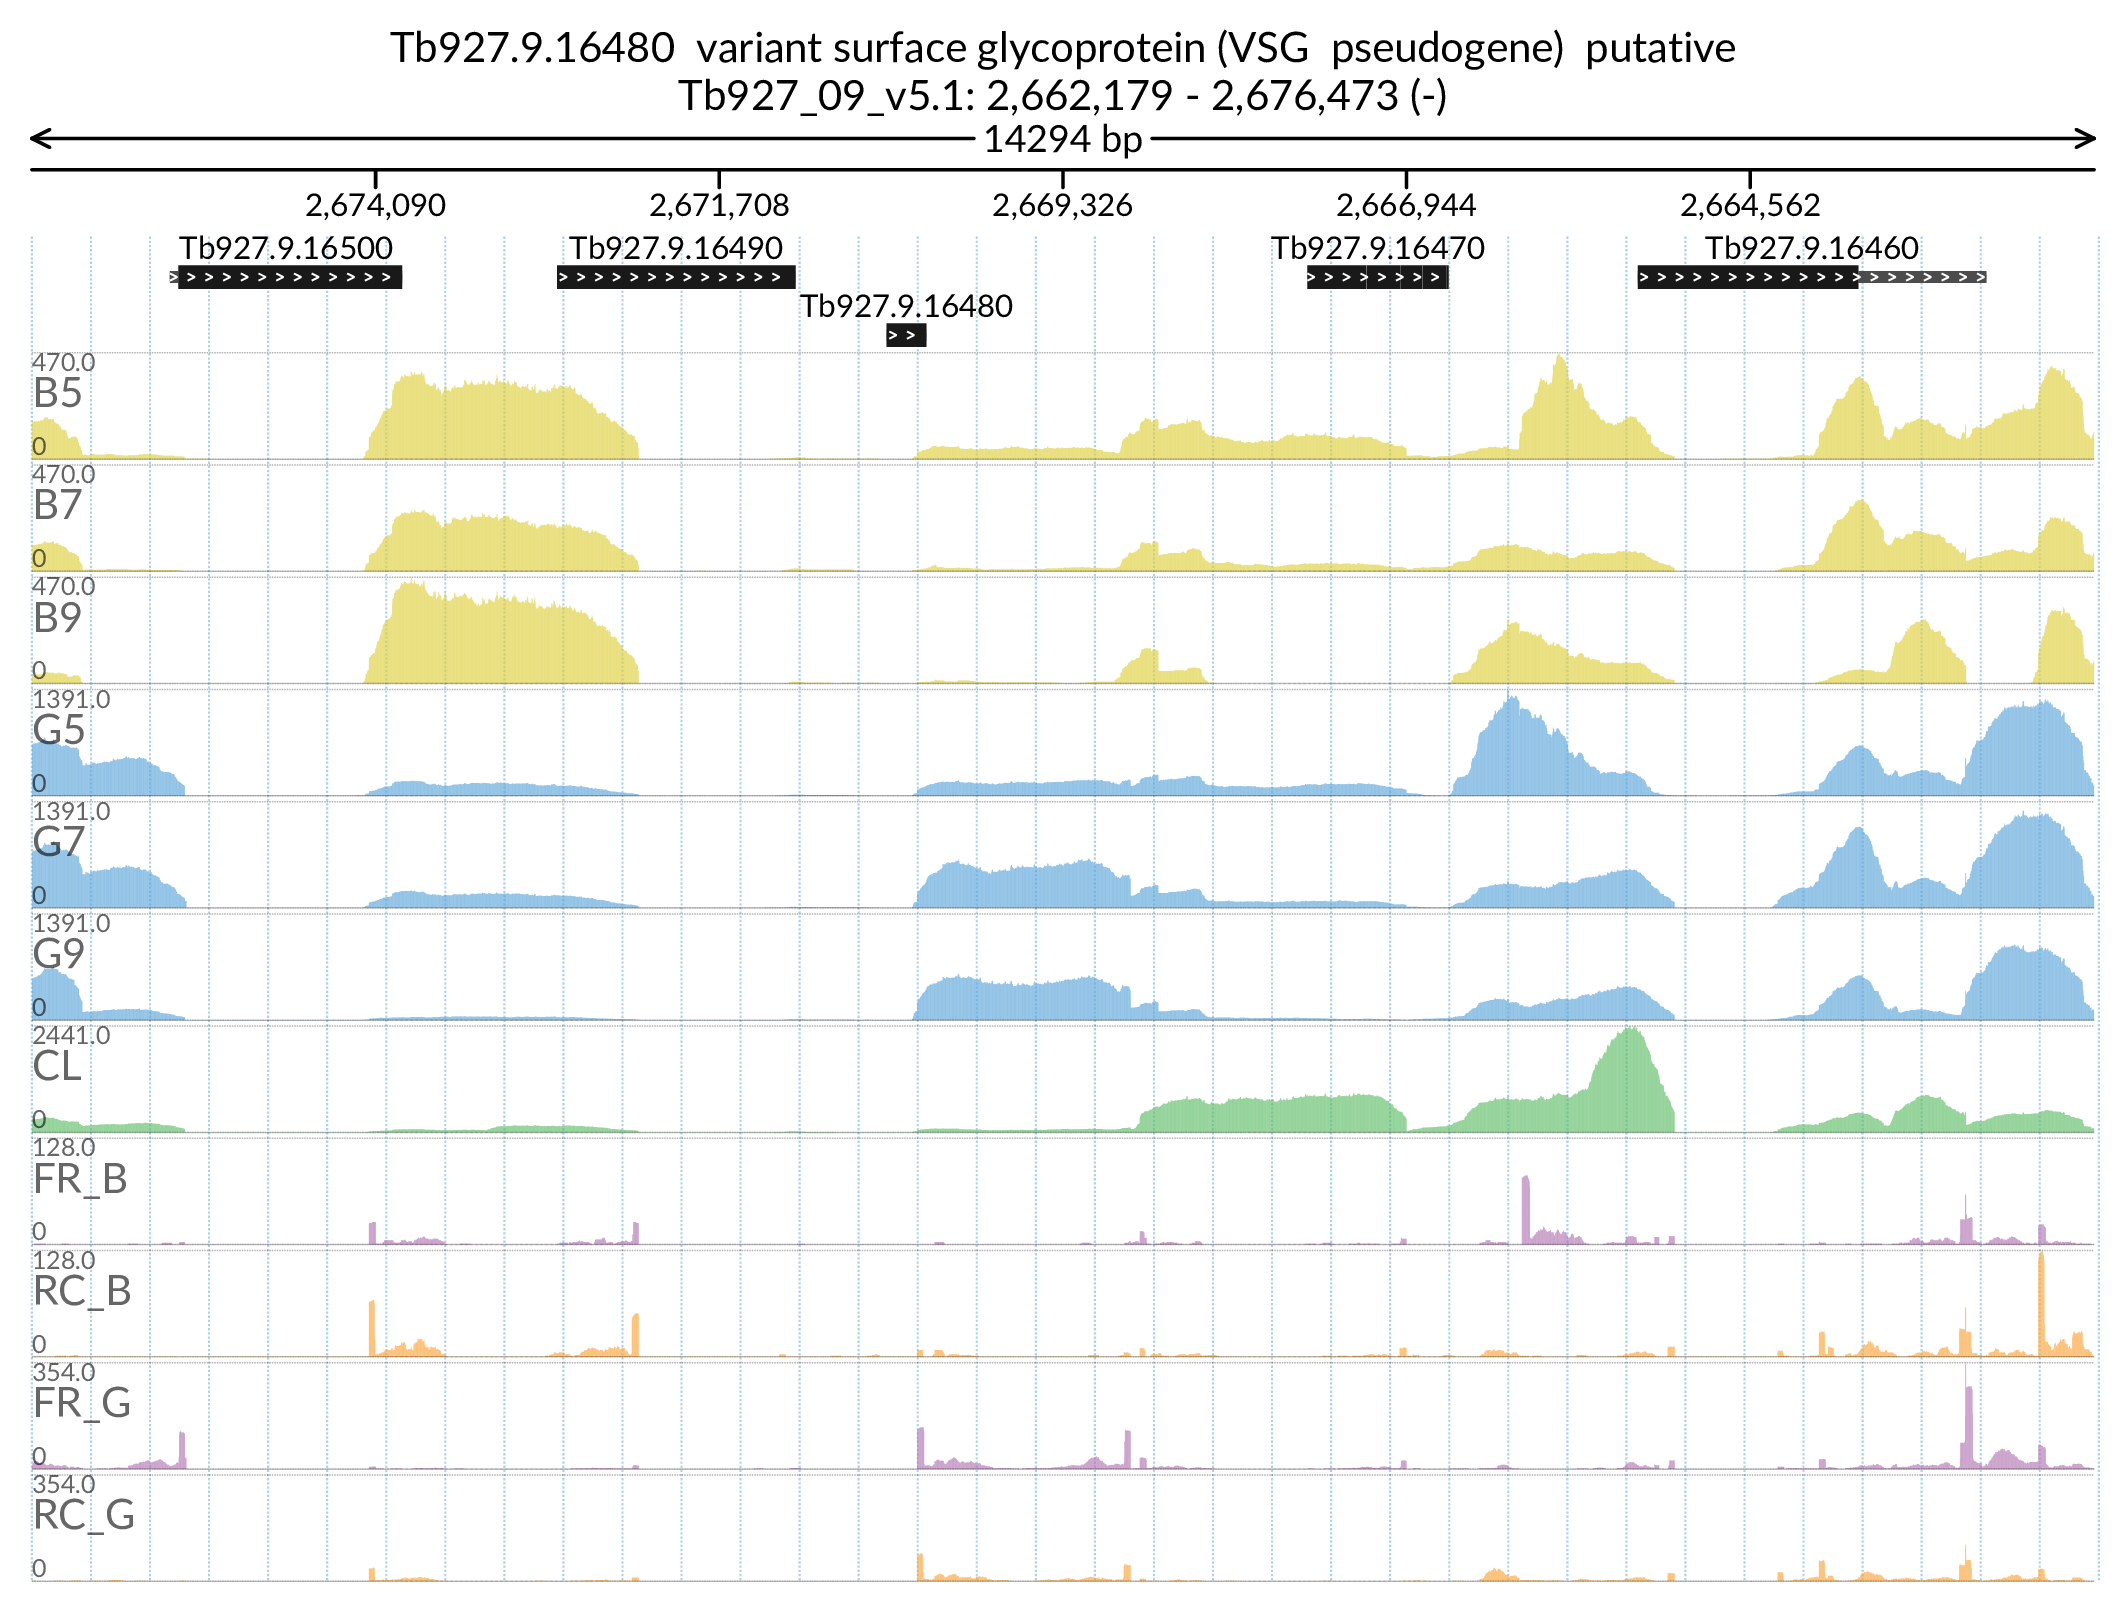 Tb927.9.16480 variant surface glycoprotein (VSG pseudogene) putative
Tb927_09_v5.1: 2,662,179 - 2,676,473 (-)
14294 bp
2,674,090 2,671,708 2,669,326 2,666,944 2,664,562
Tb927.9.16500 Tb927.9.16490 Tb927.9.16470 Tb927.9.16460
Tb927.9.16480
470.0
B5
0
470.0
B7
0
470.0
B9
0
1391.0
G5
0
1391.0
G7
0
1391.0
G9
0
2441.0
CL
0
128.0
FR_B
0
128.0
RC_B
0
354.0
FR_G
0
354.0
RC_G
0